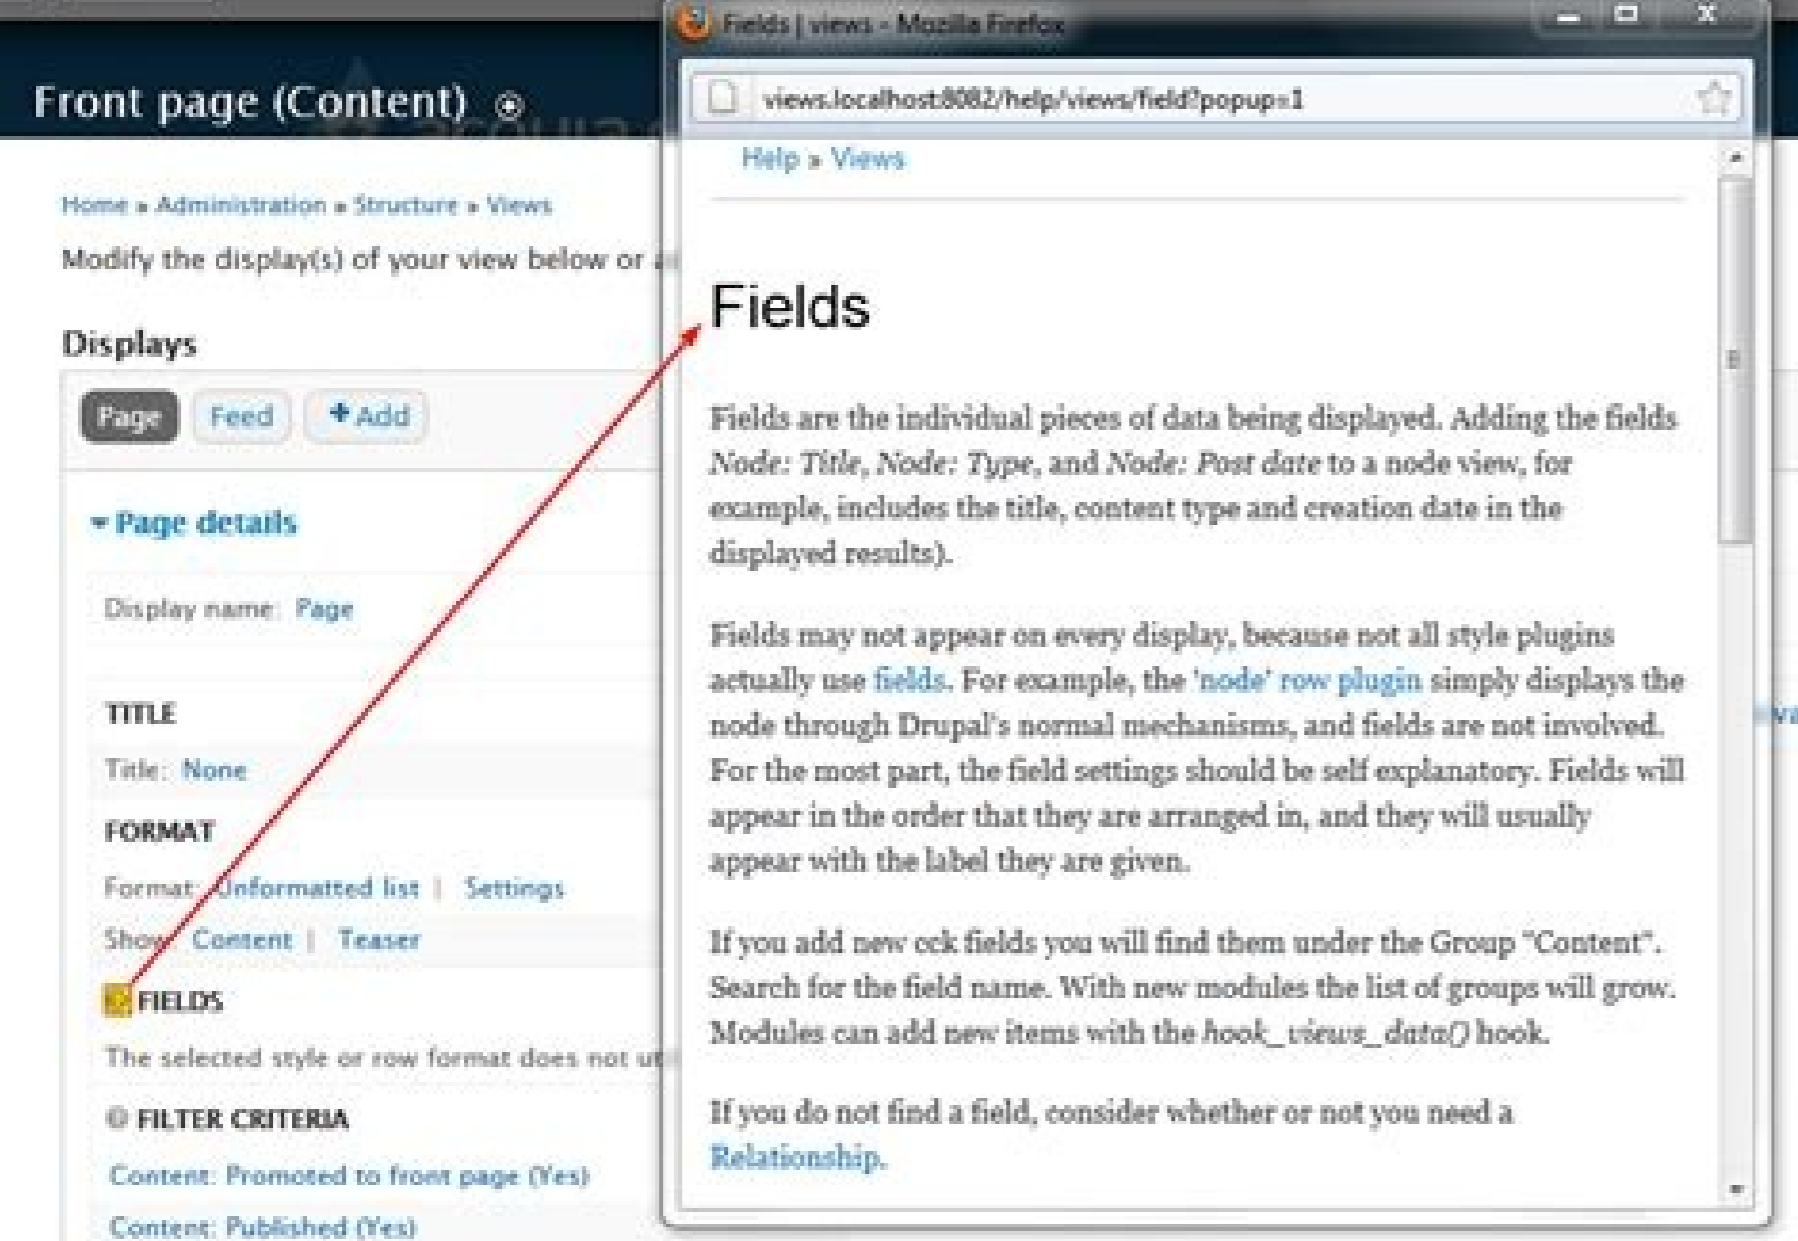 Fields | views - Mozilla Firefox
Front page (Content)
views.localhost:8082/help/views/field?popup=1
Help » Views
Home » Administration » Structure » Views
Modify the display(s) of your view below or
Displays
Page Feed +Add
Page details
Display name: Page
TITLE
Title: None
FORMAT
Format: Unformatted list | Settings
Show: Content | Teaser
FIELDS
The selected style or row format does not
FILTER CRITERIA
Content: Promoted to front page (Yes)
Content: Published (Yes)
Fields
Fields are the individual pieces of data being displayed. Adding the fields
Node: Title, Node: Type, and Node: Post date to a node view, for
example, includes the title, content type and creation date in the
displayed results).
Fields may not appear on every display, because not all style plugins
actually use fields. For example, the 'node' row plugin simply displays the
node through Drupal's normal mechanisms, and fields are not involved.
For the most part, the field settings should be self explanatory. Fields will
appear in the order that they are arranged in, and they will usually
appear with the label they are given.
If you add new cck fields you will find them under the Group "Content".
Search for the field name. With new modules the list of groups will grow.
Modules can add new items with the hook_views_data() hook.
If you do not find a field, consider whether or not you need a
Relationship.